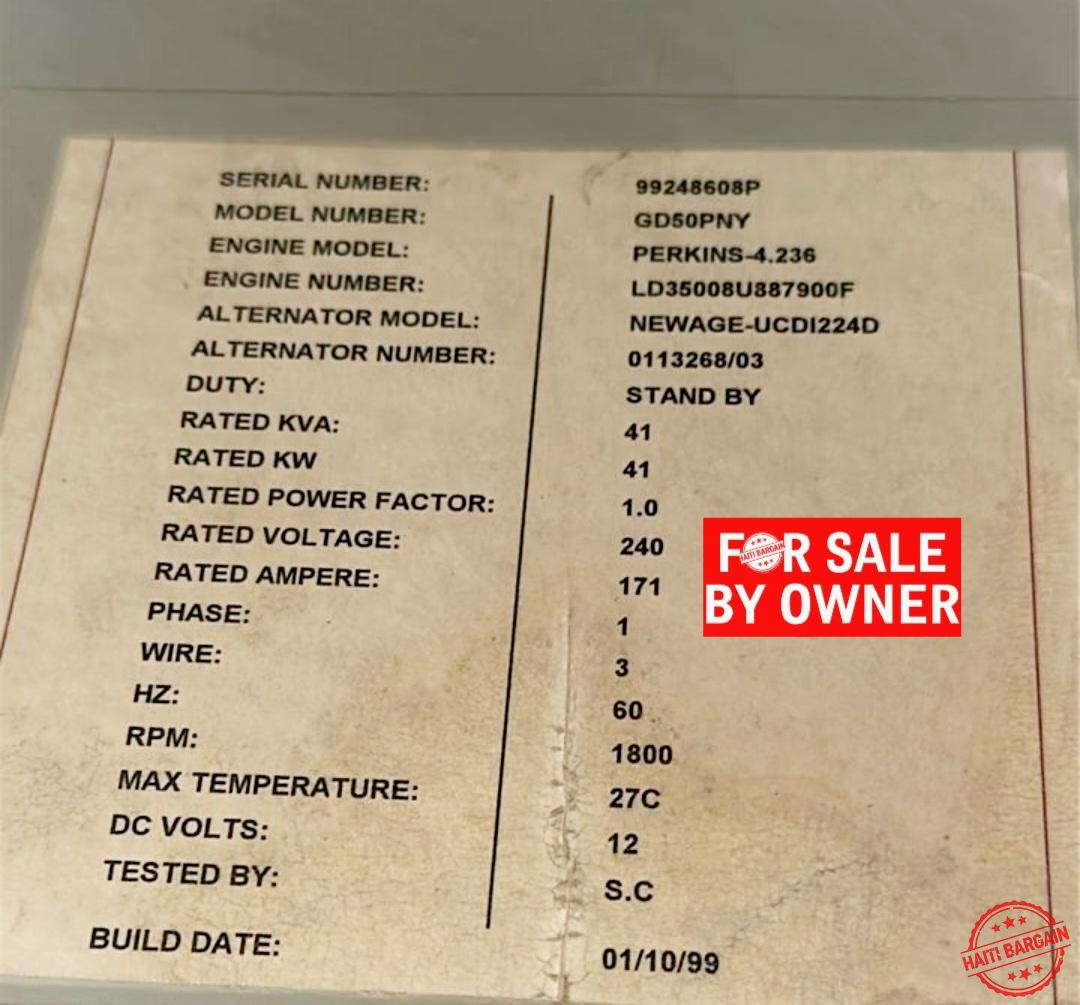 SERIAL NUMBER: 99248608P
MODEL NUMBER: GD50PNY
ENGINE MODEL: PERKINS-4.236
ENGINE NUMBER: LD35008U887900F
ALTERNATOR MODEL: NEWAGE-UCDI224D
ALTERNATOR NUMBER: 0113268/03
DUTY: STAND BY
RATED KVA: 41
RATED KW 41
RATED POWER FACTOR: 1.0
RATED VOLTAGE: 240
RATED AMPERE: 171
PHASE: 1
WIRE: 3
HZ: 60
RPM: 1800
MAX TEMPERATURE: 27C
DC VOLTS: 12
TESTED BY: S.C
BUILD DATE: 01/10/99
FOR SALE
BY OWNER
HAITI BARGAIN
HAITI BARGAIN